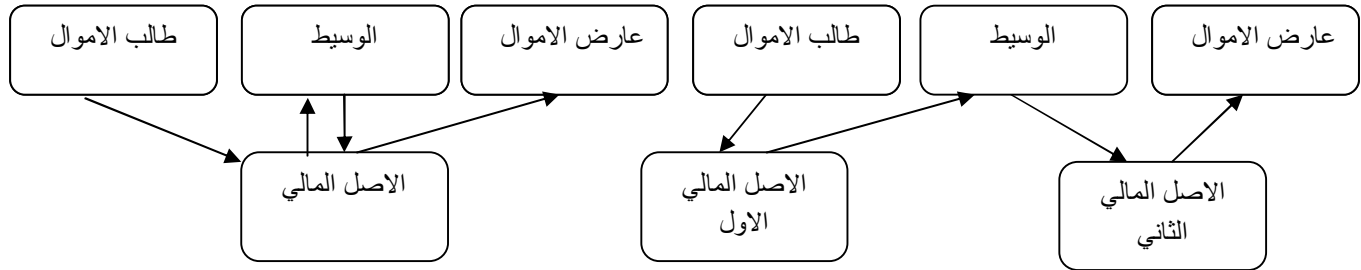 عارض الاموال
الوسيط
طالب الاموال
عارض الاموال
الوسيط
طالب الاموال
الاصل المالي
الثاني
الاصل المالي
الاول
الاصل المالي